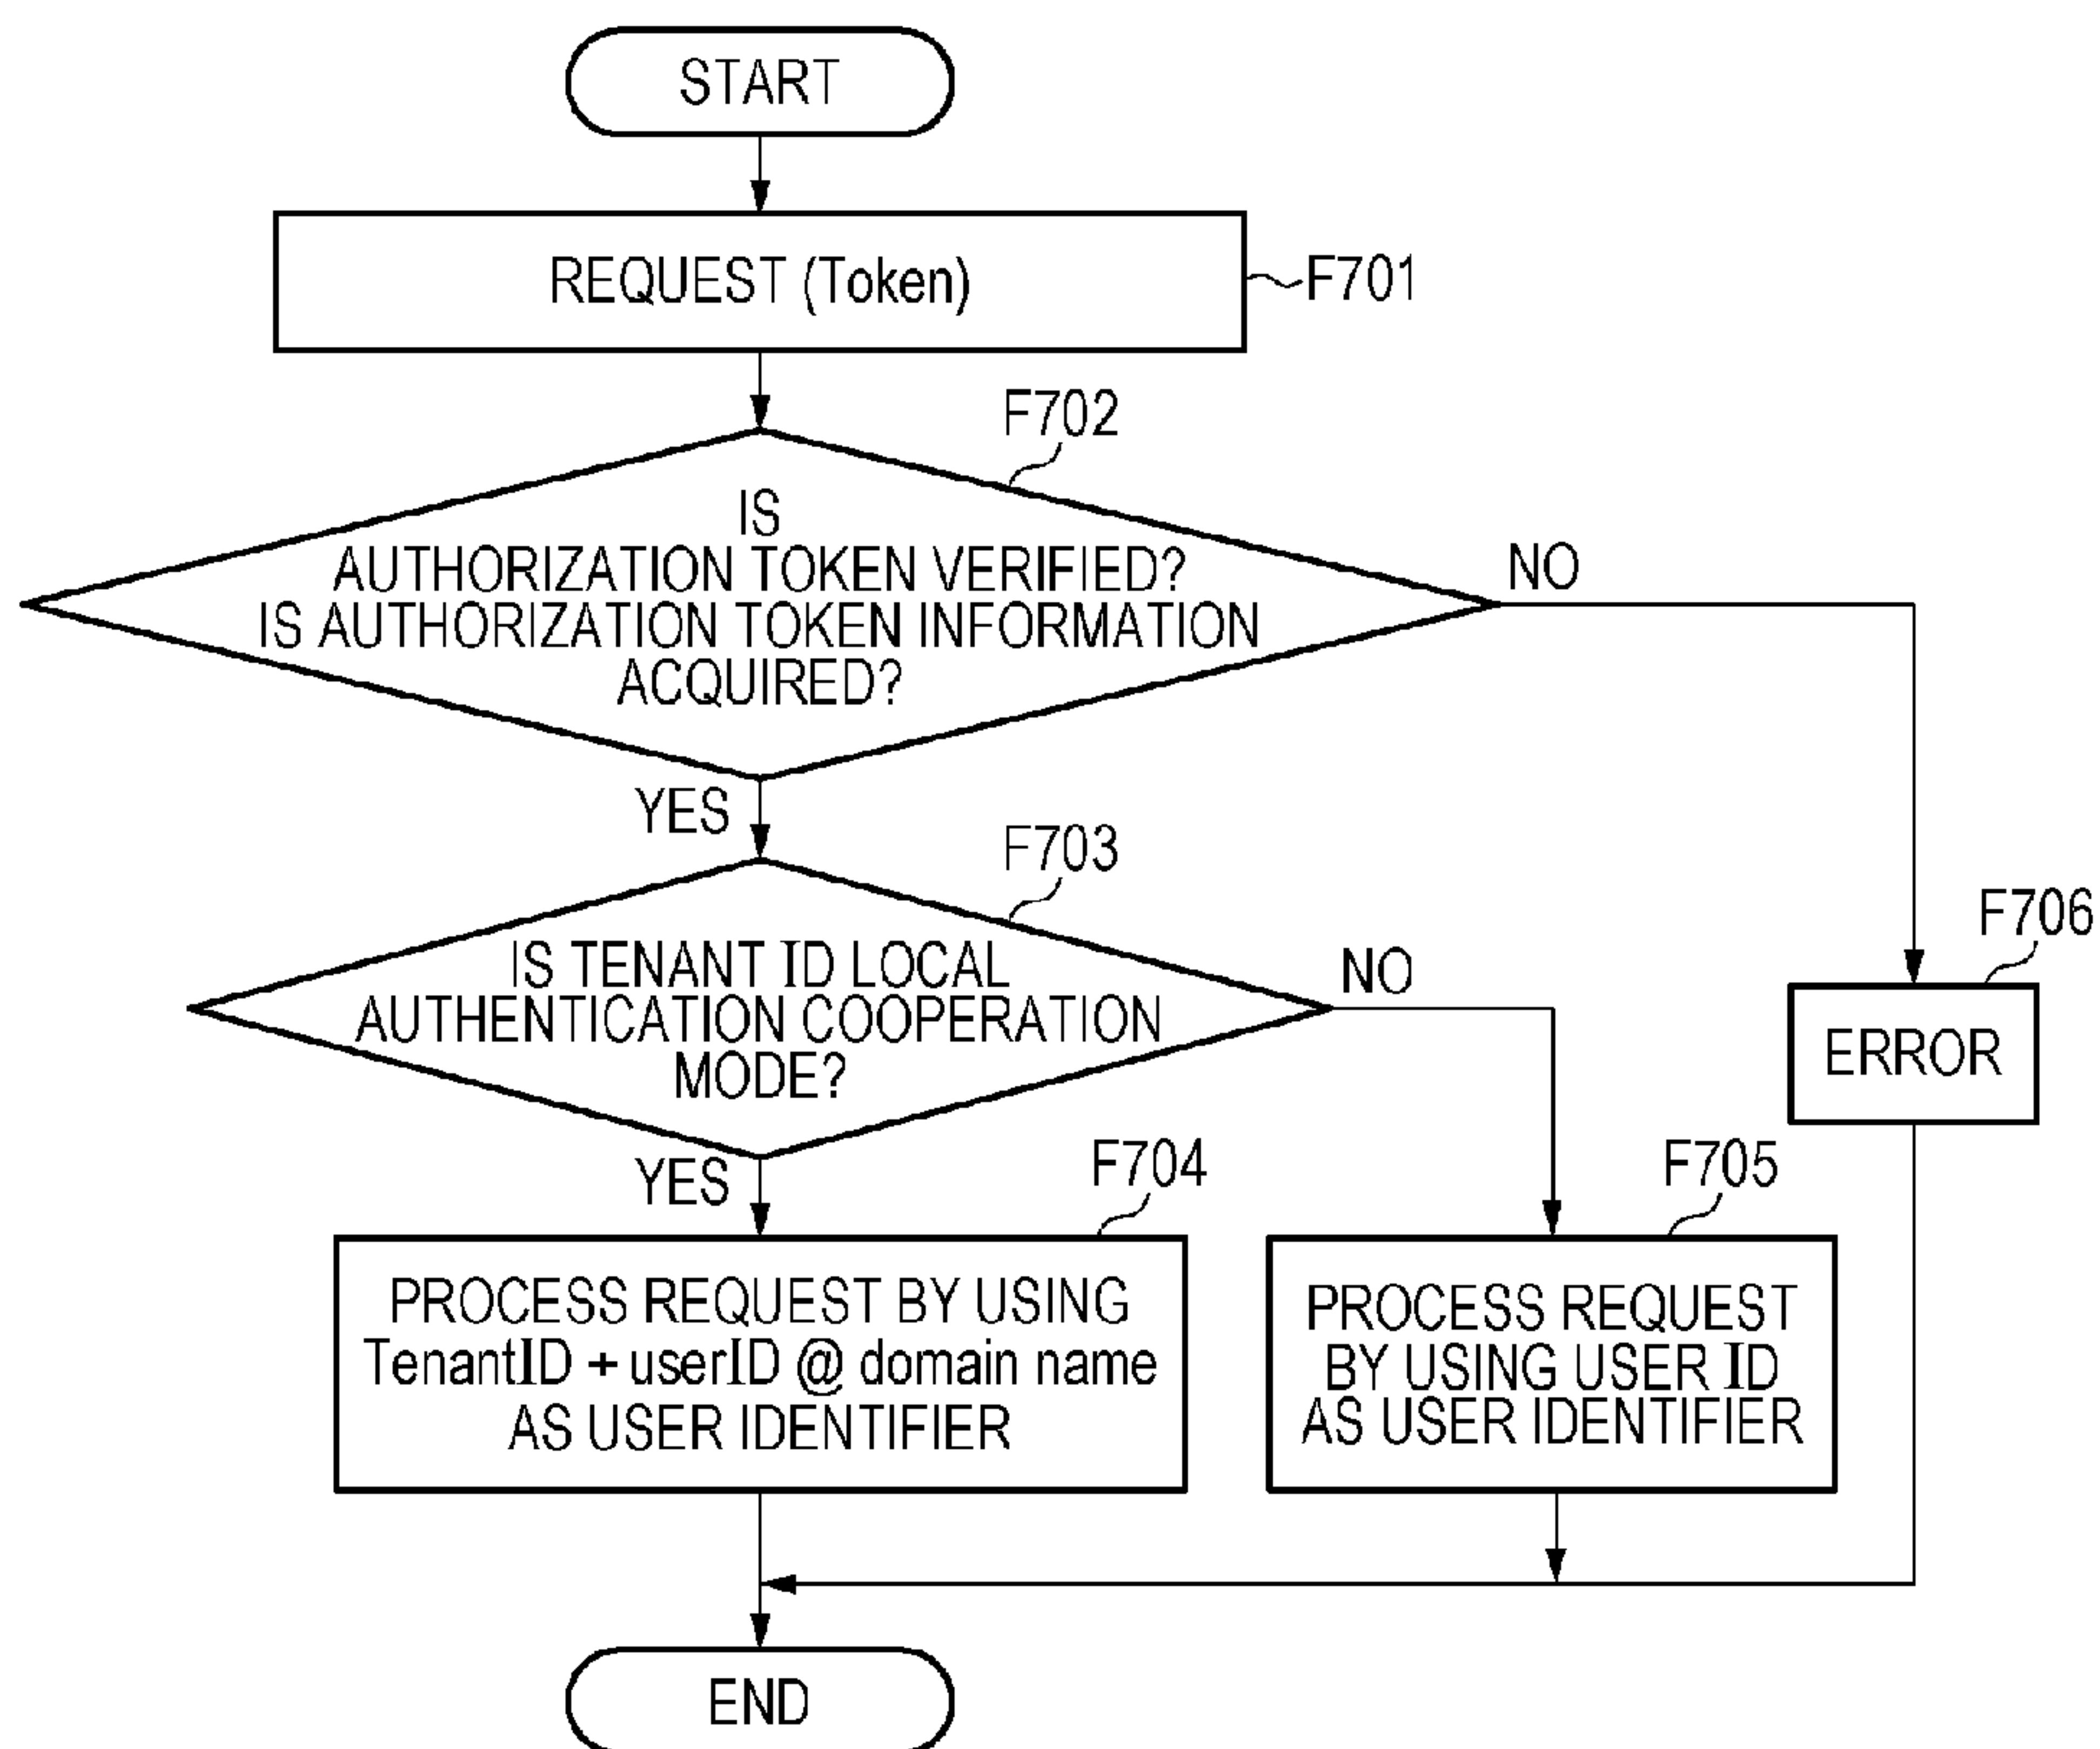 START
REQUEST (Token)
F701
F702
IS
AUTHORIZATION TOKEN VERIFIED?
IS AUTHORIZATION TOKEN INFORMATION
ACQUIRED?
NO
YES
F703
IS TENANT ID LOCAL
AUTHENTICATION COOPERATION
MODE?
NO
F706
ERROR
YES
F704
PROCESS REQUEST BY USING
TenantID + userID @ domain name
AS USER IDENTIFIER
F705
PROCESS REQUEST
BY USING USER ID
AS USER IDENTIFIER
END